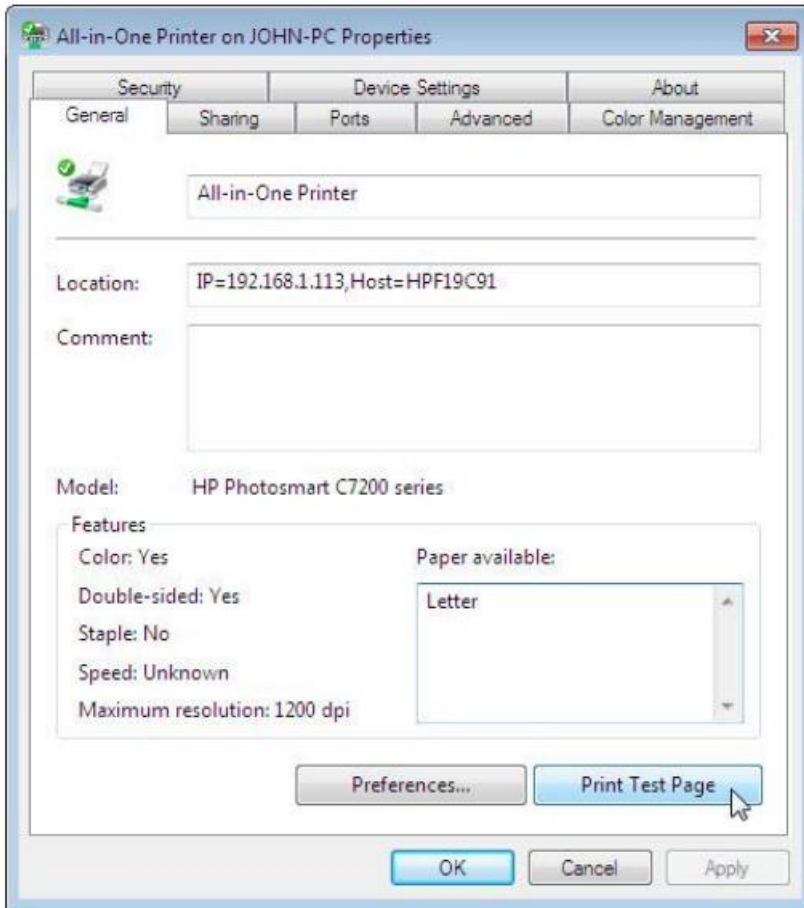 All-in-One Printer on JOHN-PC Properties
Security Device Settings About
General Sharing Ports Advanced Color Management
All-in-One Printer
Location: IP=192.168.1.113,Host=HPF19C91
Comment:
Model: HP Photosmart C7200 series
Features
Color: Yes Paper available:
Double-sided: Yes Letter
Staple: No
Speed: Unknown
Maximum resolution: 1200 dpi
Preferences... Print Test Page
OK Cancel Apply